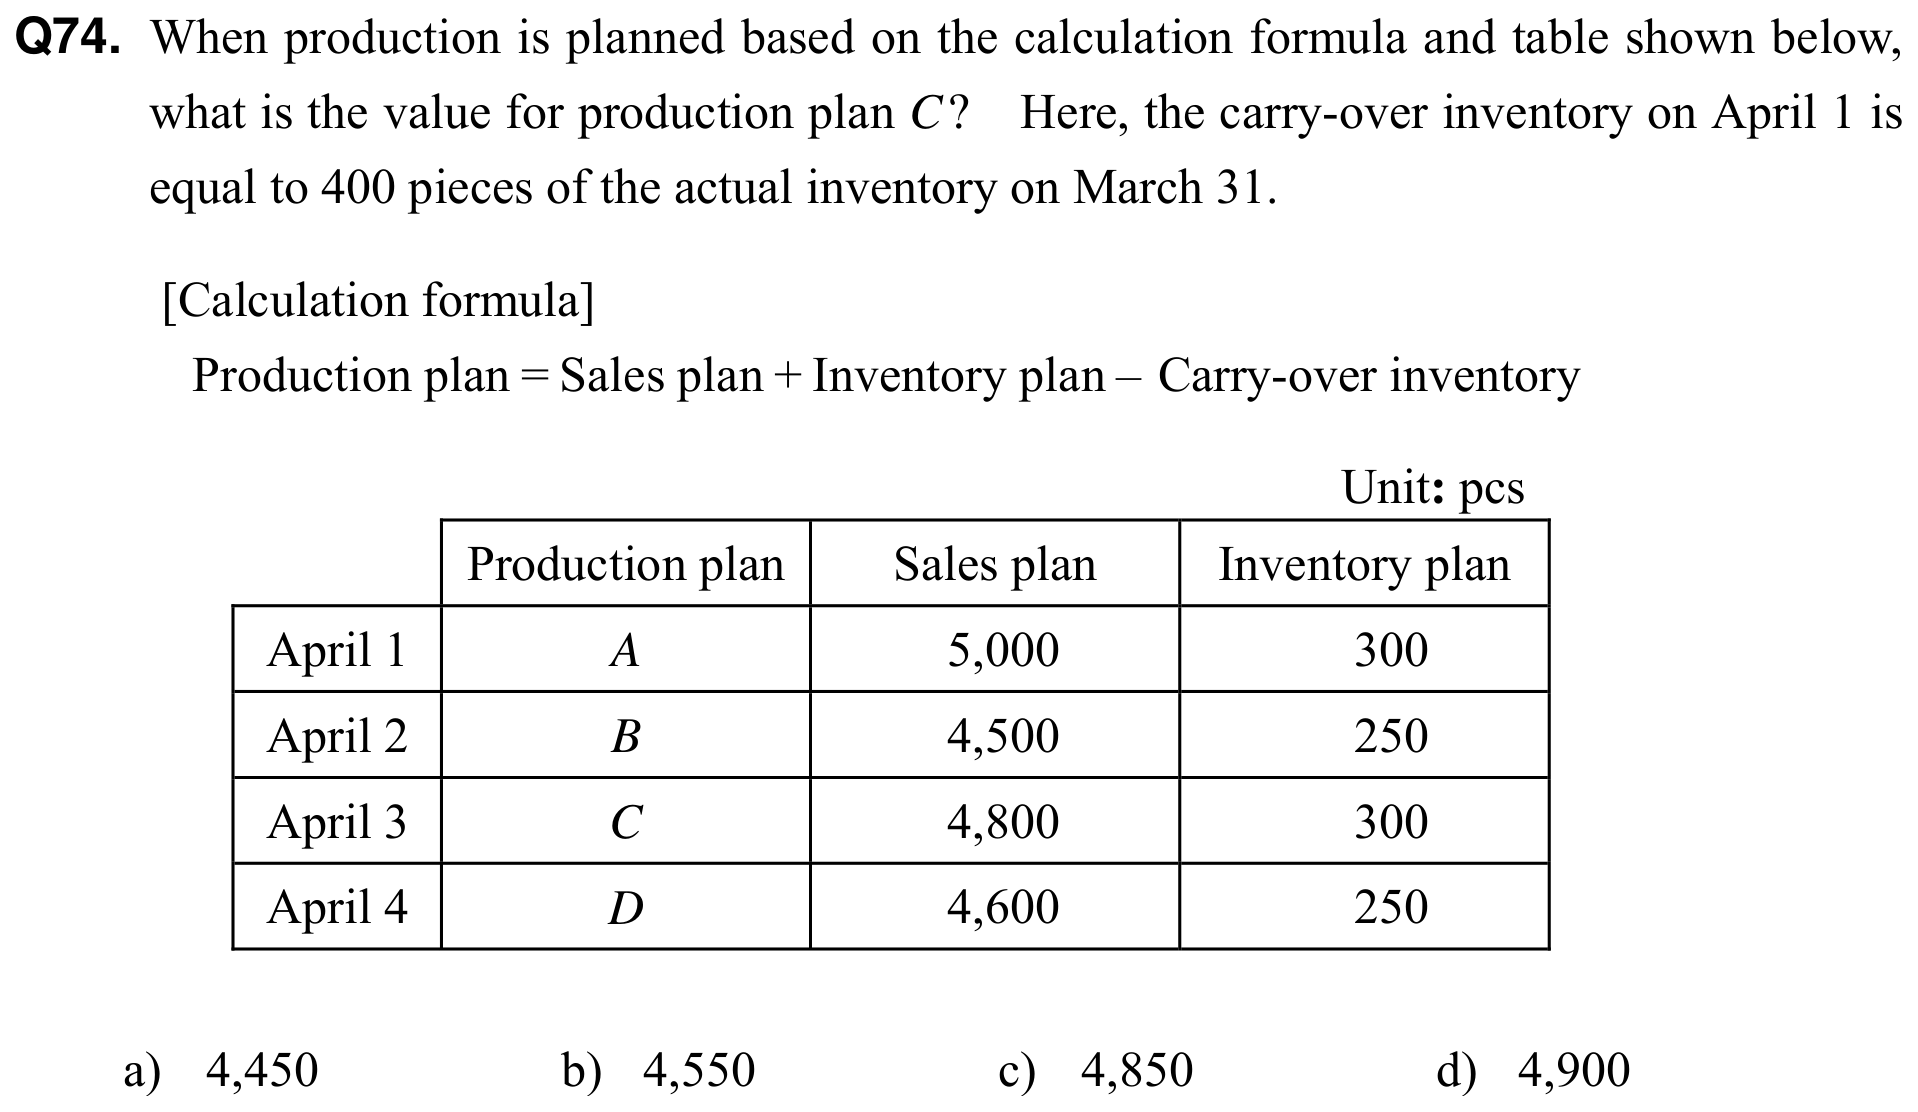 Q74. When production is planned based on the calculation formula and table shown below,
what is the value for production plan C? Here, the carry-over inventory on April 1 is
equal to 400 pieces of the actual inventory on March 31.
[Calculation formula]
Production plan = Sales plan + Inventory plan – Carry-over inventory
Unit: pcs
Production plan Sales plan Inventory plan
April 1 A 5,000 300
April 2 B 4,500 250
April 3 C 4,800 300
April 4 D 4,600 250
a) 4,450 b) 4,550 c) 4,850 d) 4,900